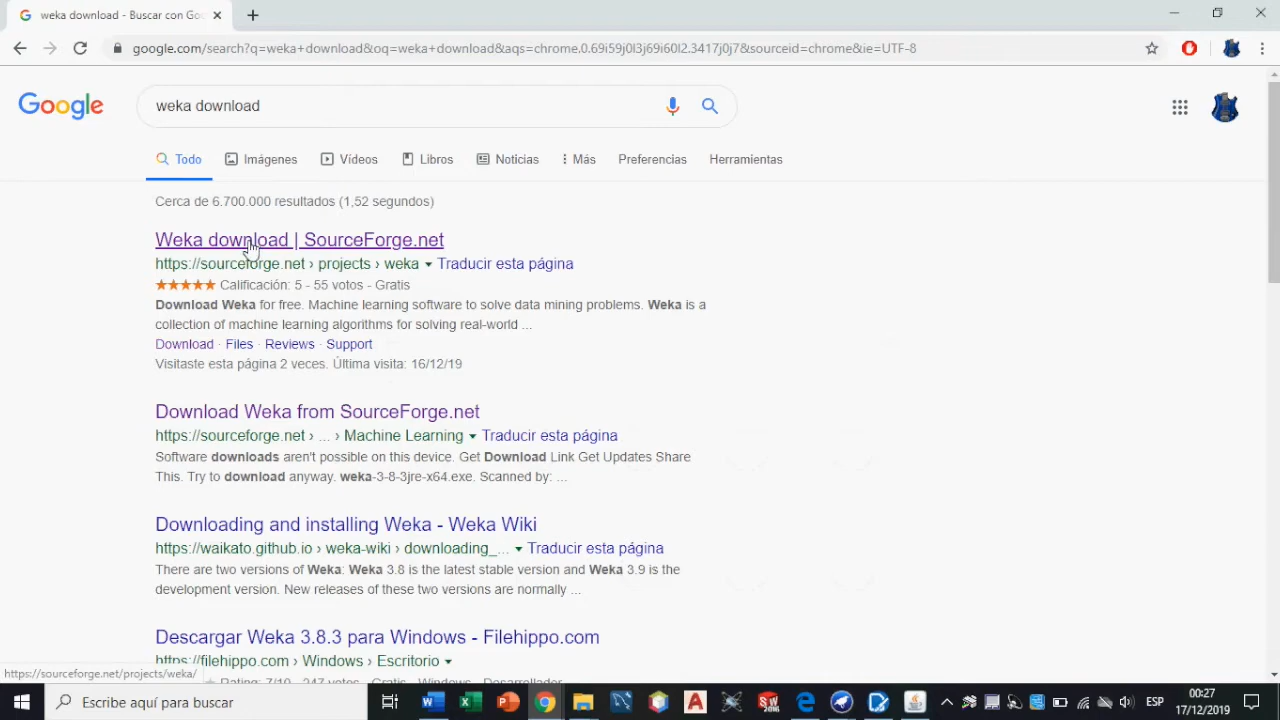 weka download - Buscar con Goo
google.com/search?q=weka+download&oq=weka+download&aqs=chrome.0.69i59j0l3j69i60l2.3417j0j7&sourceid=chrome&ie=UTF-8
Google
weka download
Todo Imágenes Vídeos Libros Noticias Más Preferencias Herramientas
Cerca de 6.700.000 resultados (1,52 segundos)
Weka download | SourceForge.net
https://sourceforge.net › projects › weka Traducir esta página
★★★★★ Calificación: 5 - 55 votos - Gratis
Download Weka for free. Machine learning software to solve data mining problems. Weka is a
collection of machine learning algorithms for solving real-world ...
Download · Files · Reviews · Support
Visitaste esta página 2 veces. Última visita: 16/12/19
Download Weka from SourceForge.net
https://sourceforge.net › ... › Machine Learning Traducir esta página
Software downloads aren't possible on this device. Get Download Link Get Updates Share
This. Try to download anyway. weka-3-8-3jre-x64.exe. Scanned by: ...
Downloading and installing Weka - Weka Wiki
https://waikato.github.io › weka-wiki › downloading_... Traducir esta página
There are two versions of Weka: Weka 3.8 is the latest stable version and Weka 3.9 is the
development version. New releases of these two versions are normally ...
Descargar Weka 3.8.3 para Windows - Filehippo.com
https://filehippo.com › Windows › Escritorio
Rating: 7/10 - 247 votos - Gratis - Windows - Desarrollador
https://sourceforge.net/projects/weka/
Escribe aquí para buscar
ESP
00:27
17/12/2019